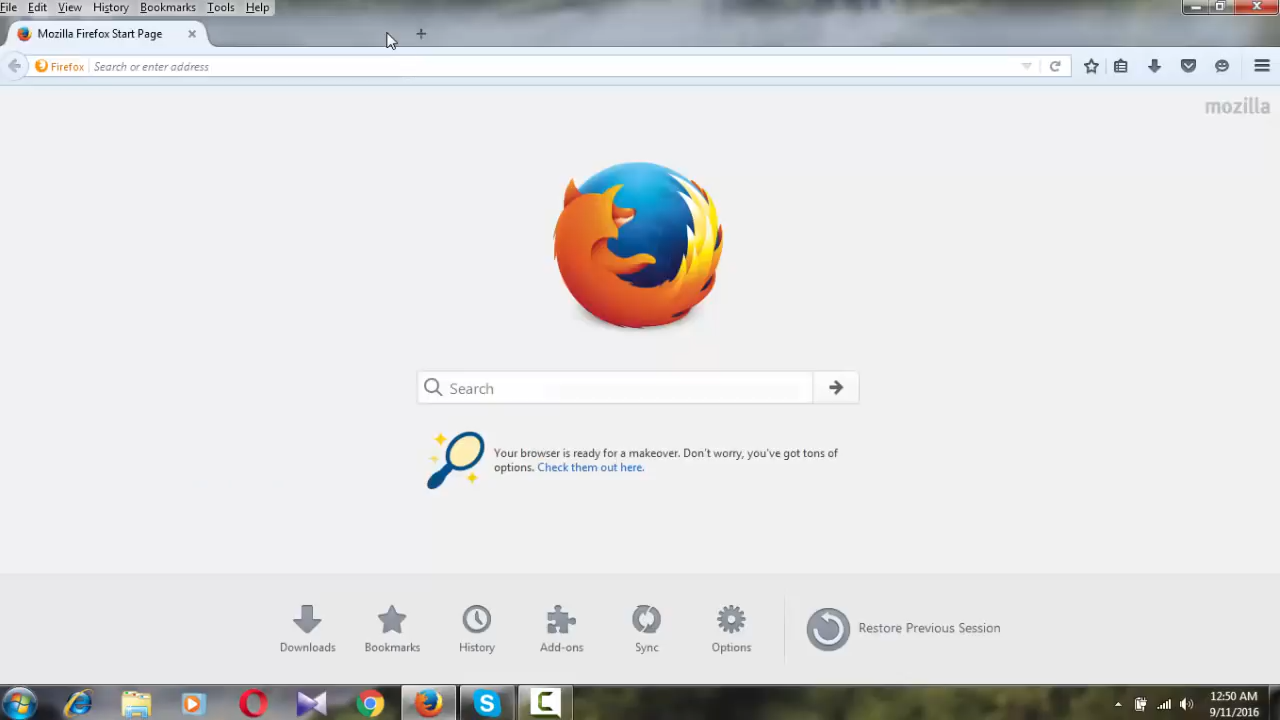 File Edit View History Bookmarks Tools Help
Mozilla Firefox Start Page
Firefox Search or enter address
mozilla
Search
Your browser is ready for a makeover. Don't worry, you've got tons of
options. Check them out here.
Downloads Bookmarks History Add-ons Sync Options Restore Previous Session
12:50 AM
9/11/2016